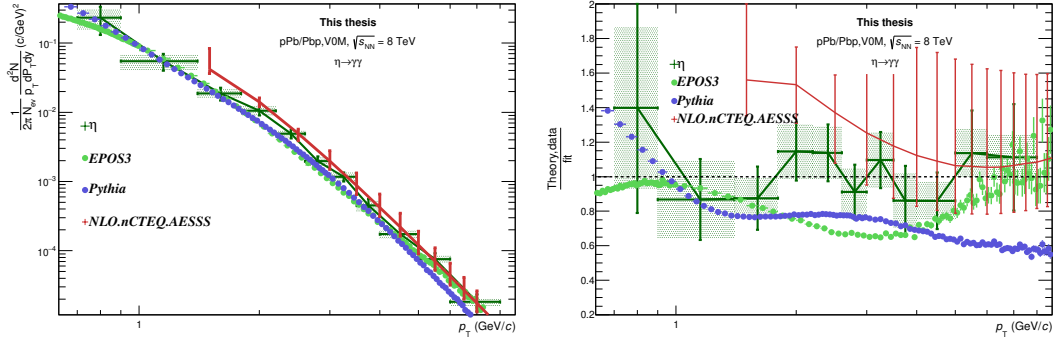 This thesis
pPb/Pbp,V0M, √s_NN = 8 TeV
η→γγ
1/(2π N_ev) d²N/(p_T dP_T dy) (c/GeV)²
10⁻¹
10⁻²
10⁻³
10⁻⁴
η
EPOS3
Pythia
NLO.nCTEQ.AESSS
1
p_T (GeV/c)
This thesis
pPb/Pbp,V0M, √s_NN = 8 TeV
η→γγ
η
EPOS3
Pythia
NLO.nCTEQ.AESSS
Theory,data
fit
2
1.8
1.6
1.4
1.2
1
0.8
0.6
0.4
0.2
1
p_T (GeV/c)